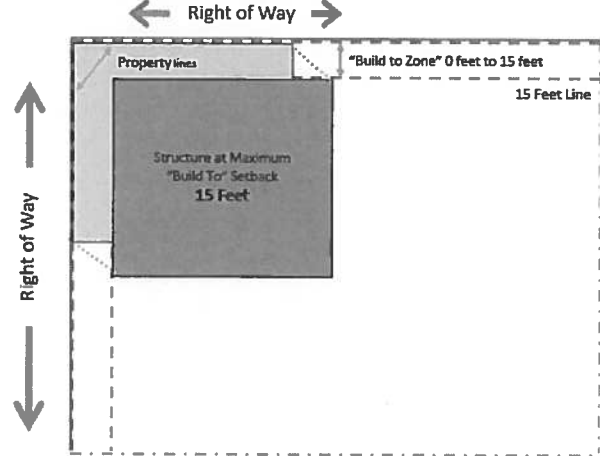 Right of Way
Property lines
"Build to Zone" 0 feet to 15 feet
15 Feet Line
Structure at Maximum
"Build To" Setback
15 Feet
Right of Way